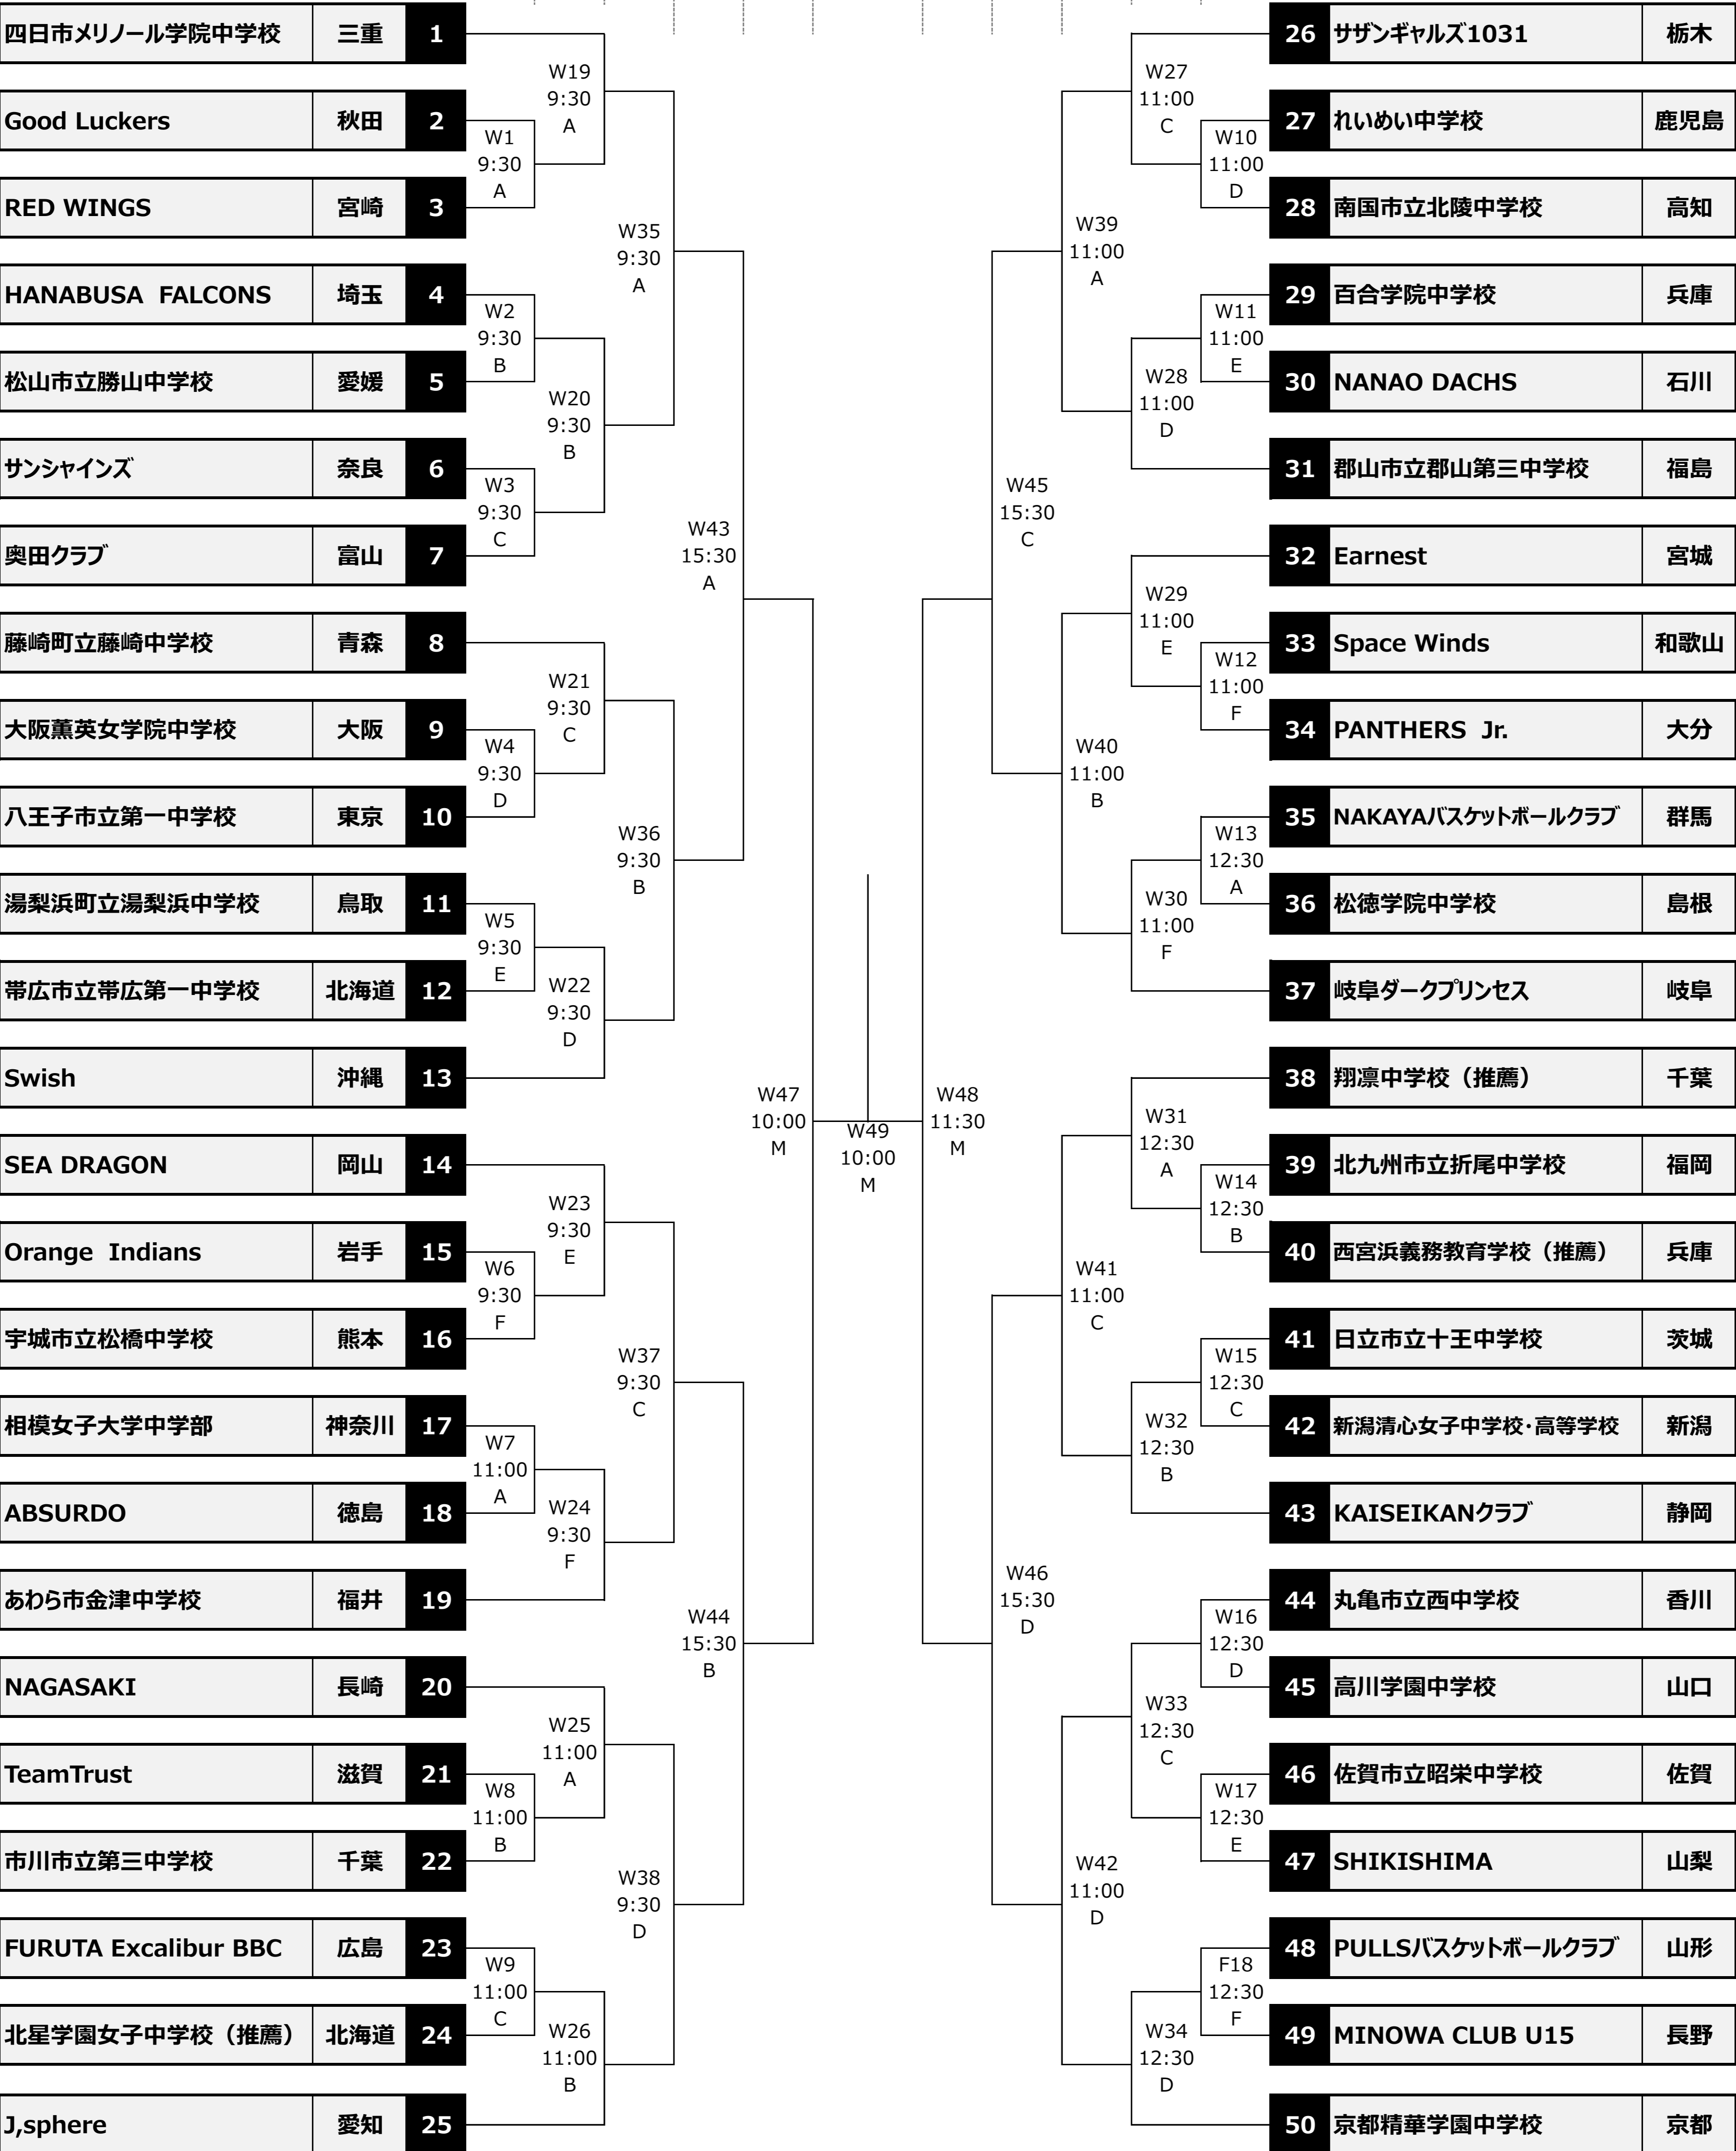 四日市メリノール学院中学校 三重 1
Good Luckers 秋田 2
RED WINGS 宮崎 3
HANABUSA FALCONS 埼玉 4
松山市立勝山中学校 愛媛 5
サンシャインズ 奈良 6
奥田クラブ 富山 7
藤崎町立藤崎中学校 青森 8
大阪薫英女学院中学校 大阪 9
八王子市立第一中学校 東京 10
湯梨浜町立湯梨浜中学校 鳥取 11
帯広市立帯広第一中学校 北海道 12
Swish 沖縄 13
SEA DRAGON 岡山 14
Orange Indians 岩手 15
宇城市立松橋中学校 熊本 16
相模女子大学中学部 神奈川 17
ABSURDO 徳島 18
あわら市金津中学校 福井 19
NAGASAKI 長崎 20
TeamTrust 滋賀 21
市川市立第三中学校 千葉 22
FURUTA Excalibur BBC 広島 23
北星学園女子中学校（推薦） 北海道 24
J,sphere 愛知 25
W1
9:30
A
W2
9:30
B
W3
9:30
C
W4
9:30
D
W5
9:30
E
W6
9:30
F
W7
11:00
A
W8
11:00
B
W9
11:00
C
W19
9:30
A
W20
9:30
B
W21
9:30
C
W22
9:30
D
W23
9:30
E
W24
9:30
F
W25
11:00
A
W26
11:00
B
W35
9:30
A
W36
9:30
B
W37
9:30
C
W38
9:30
D
W43
15:30
A
W44
15:30
B
W47
10:00
M
W49
10:00
M
W48
11:30
M
W45
15:30
C
W46
15:30
D
W39
11:00
A
W40
11:00
B
W41
11:00
C
W42
11:00
D
W27
11:00
C
W28
11:00
D
W29
11:00
E
W30
11:00
F
W31
12:30
A
W32
12:30
B
W33
12:30
C
W34
12:30
D
W10
11:00
D
W11
11:00
E
W12
11:00
F
W13
12:30
A
W14
12:30
B
W15
12:30
C
W16
12:30
D
W17
12:30
E
F18
12:30
F
26 サザンギャルズ1031 栃木
27 れいめい中学校 鹿児島
28 南国市立北陵中学校 高知
29 百合学院中学校 兵庫
30 NANAO DACHS 石川
31 郡山市立郡山第三中学校 福島
32 Earnest 宮城
33 Space Winds 和歌山
34 PANTHERS Jr. 大分
35 NAKAYAバスケットボールクラブ 群馬
36 松徳学院中学校 島根
37 岐阜ダークプリンセス 岐阜
38 翔凛中学校（推薦） 千葉
39 北九州市立折尾中学校 福岡
40 西宮浜義務教育学校（推薦） 兵庫
41 日立市立十王中学校 茨城
42 新潟清心女子中学校･高等学校 新潟
43 KAISEIKANクラブ 静岡
44 丸亀市立西中学校 香川
45 高川学園中学校 山口
46 佐賀市立昭栄中学校 佐賀
47 SHIKISHIMA 山梨
48 PULLSバスケットボールクラブ 山形
49 MINOWA CLUB U15 長野
50 京都精華学園中学校 京都